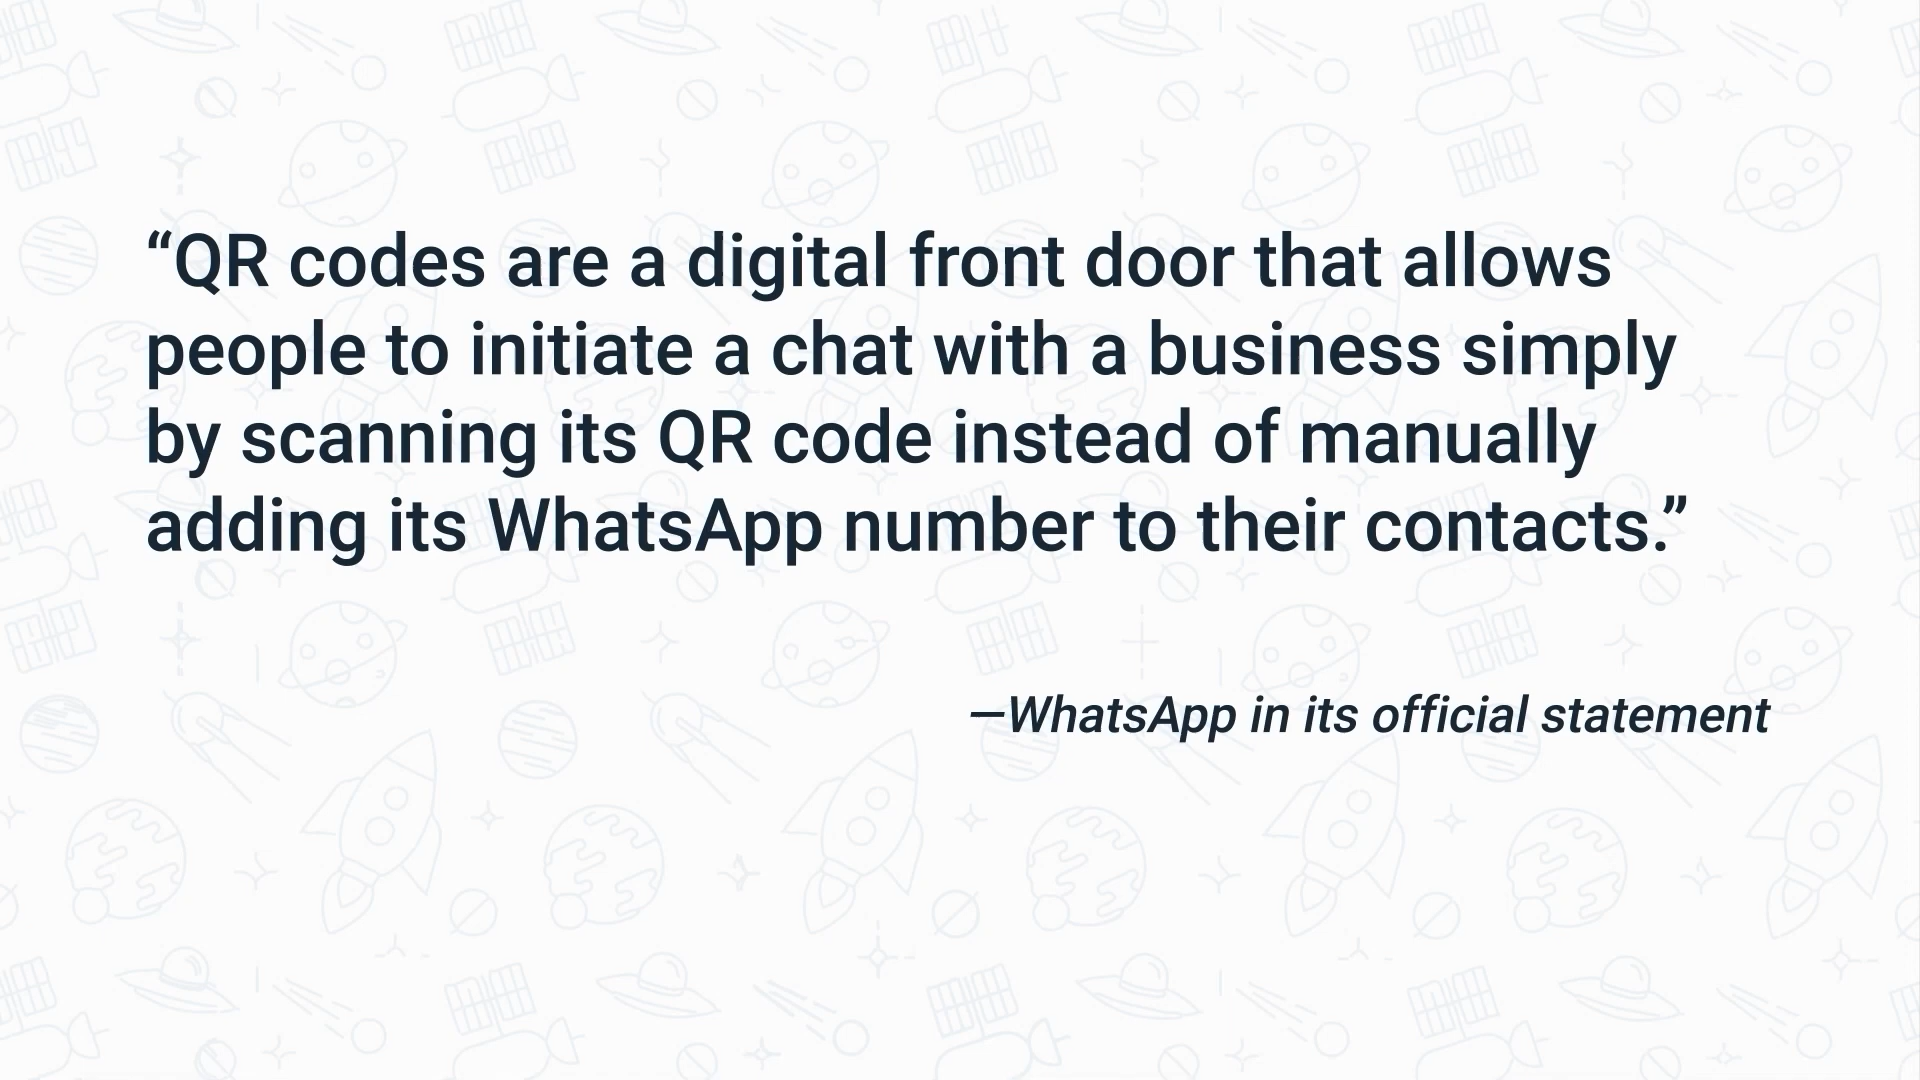 “QR codes are a digital front door that allows
people to initiate a chat with a business simply
by scanning its QR code instead of manually
adding its WhatsApp number to their contacts.”
—WhatsApp in its official statement